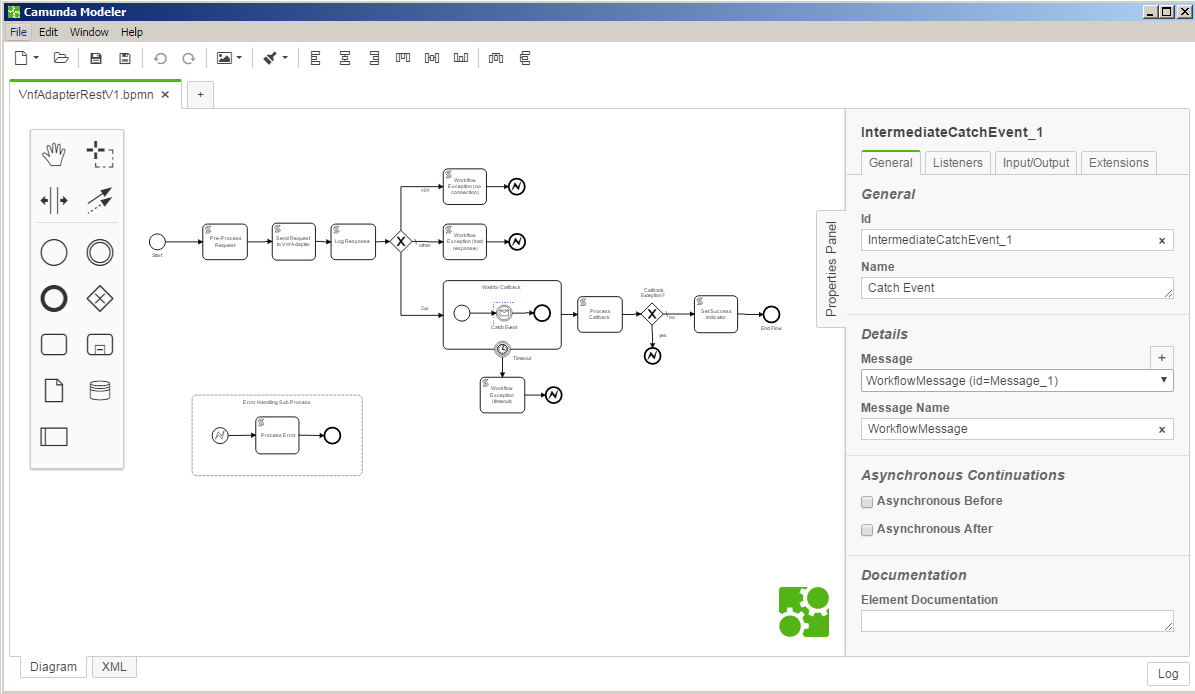 Camunda Modeler
File Edit Window Help
VnfAdapterRestV1.bpmn ×
+
Workflow
Exception (no
connection)
404
Pre-Process
Request
Send Request
to VnfAdapter
Log Response
other
Workflow
Exception (bad
response)
Start
2xx
Wait for Callback
Catch Event
Timeout
Process
Callback
Callback
Exception?
no
yes
Set Success
Indicator
End Flow
Workflow
Exception
(timeout)
Error Handling Sub Process
Process Error
Properties Panel
IntermediateCatchEvent_1
General Listeners Input/Output Extensions
General
Id
IntermediateCatchEvent_1 ×
Name
Catch Event
Details
Message
+
WorkflowMessage (id=Message_1)
Message Name
WorkflowMessage ×
Asynchronous Continuations
Asynchronous Before
Asynchronous After
Documentation
Element Documentation
Diagram XML
Log